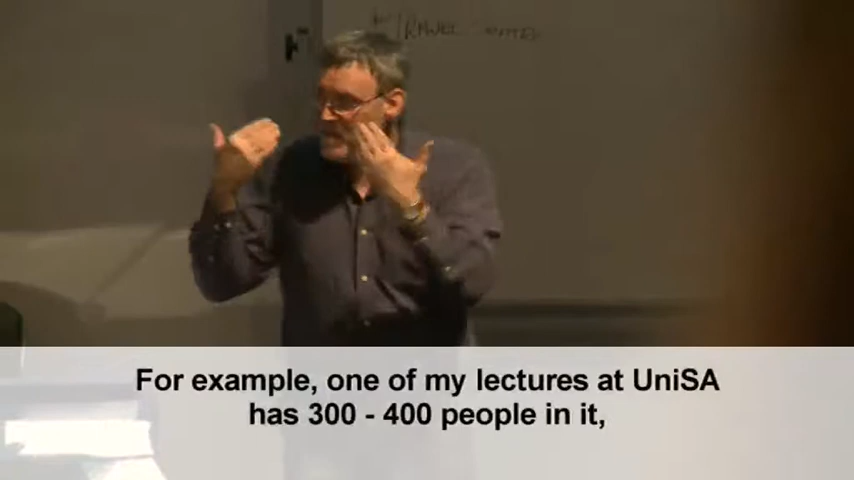 For example, one of my lectures at UniSA
has 300 - 400 people in it,